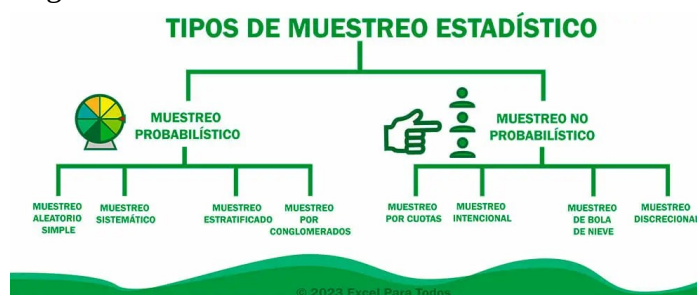 TIPOS DE MUESTREO ESTADÍSTICO
MUESTREO
PROBABILÍSTICO
MUESTREO NO
PROBABILÍSTICO
MUESTREO
ALEATORIO
SIMPLE
MUESTREO
SISTEMÁTICO
MUESTREO
ESTRATIFICADO
MUESTREO
POR
CONGLOMERADOS
MUESTREO
POR CUOTAS
MUESTREO
INTENCIONAL
MUESTREO
DE BOLA
DE NIEVE
MUESTREO
DISCRECIONAL
© 2023 Excel Para Todos